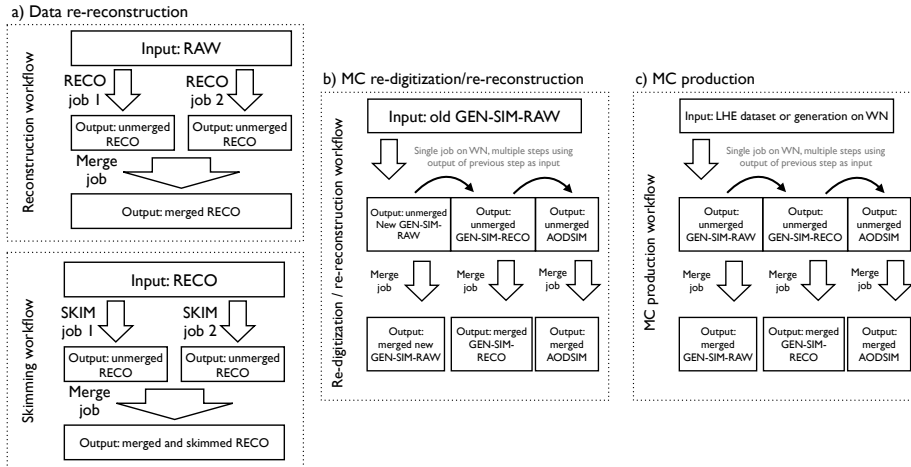 a) Data re-reconstruction
Reconstruction workflow
Input: RAW
RECO
job 1
RECO
job 2
Output: unmerged
RECO
Output: unmerged
RECO
Merge
job
Output: merged RECO
Skimming workflow
Input: RECO
SKIM
job 1
SKIM
job 2
Output: unmerged
RECO
Output: unmerged
RECO
Merge
job
Output: merged and skimmed RECO
b) MC re-digitization/re-reconstruction
Re-digitization / re-reconstruction workflow
Input: old GEN-SIM-RAW
Single job on WN, multiple steps using
output of previous step as input
Output: unmerged
New GEN-SIM-
RAW
Output:
unmerged
GEN-SIM-RECO
Output:
unmerged
AODSIM
Merge
job
Merge
job
Merge
job
Output:
merged new
GEN-SIM-RAW
Output: merged
GEN-SIM-
RECO
Output:
merged
AODSIM
c) MC production
MC production workflow
Input: LHE dataset or generation on WN
Single job on WN, multiple steps using
output of previous step as input
Output:
unmerged
GEN-SIM-RAW
Output:
unmerged
GEN-SIM-RECO
Output:
unmerged
AODSIM
Merge
job
Merge
job
Merge
job
Output:
merged
GEN-SIM-RAW
Output: merged
GEN-SIM-
RECO
Output:
merged
AODSIM